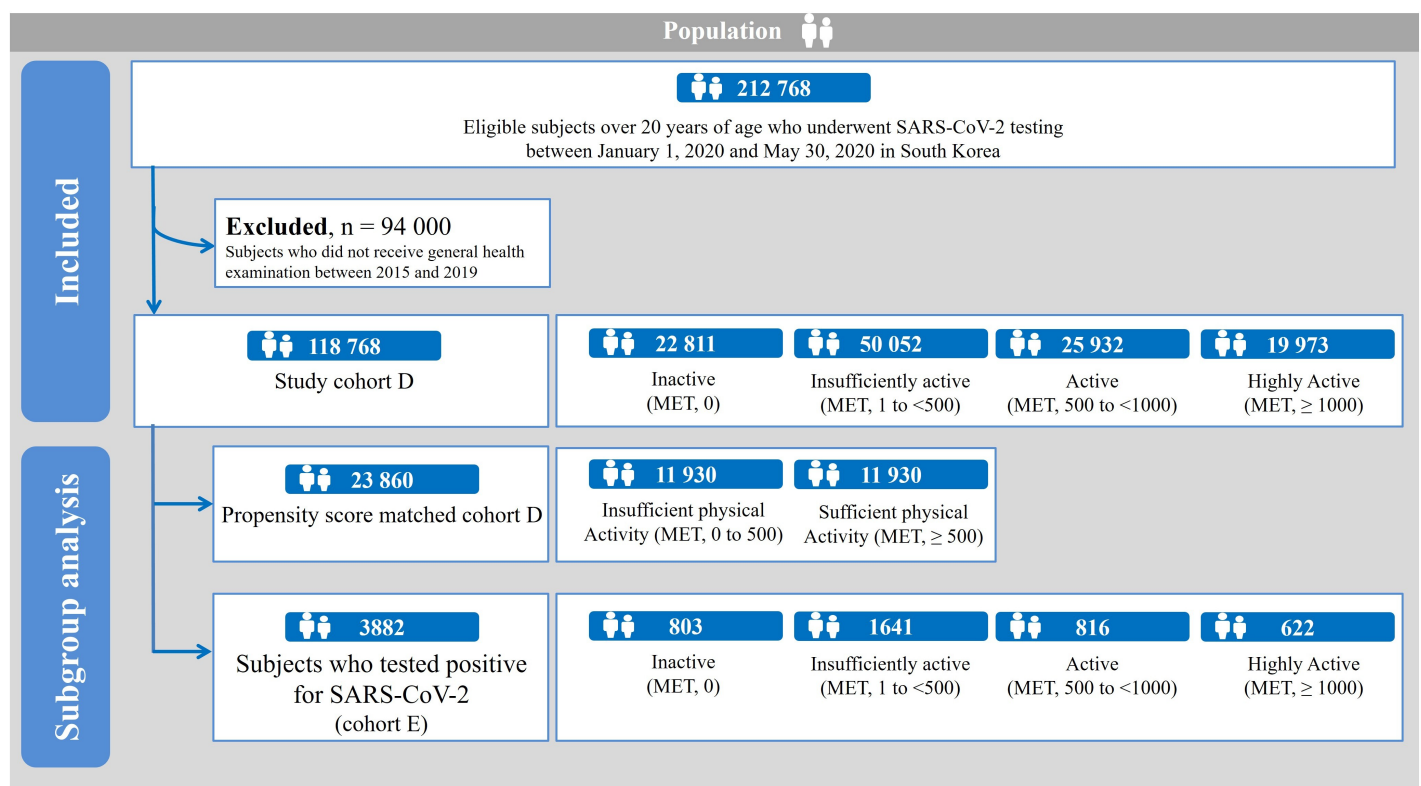 Population
Included
212 768
Eligible subjects over 20 years of age who underwent SARS-CoV-2 testing
between January 1, 2020 and May 30, 2020 in South Korea
Excluded, n = 94 000
Subjects who did not receive general health
examination between 2015 and 2019
118 768
Study cohort D
22 811
Inactive
(MET, 0)
50 052
Insufficiently active
(MET, 1 to <500)
25 932
Active
(MET, 500 to <1000)
19 973
Highly Active
(MET, ≥ 1000)
Subgroup analysis
23 860
Propensity score matched cohort D
11 930
Insufficient physical
Activity (MET, 0 to 500)
11 930
Sufficient physical
Activity (MET, ≥ 500)
3882
Subjects who tested positive
for SARS-CoV-2
(cohort E)
803
Inactive
(MET, 0)
1641
Insufficiently active
(MET, 1 to <500)
816
Active
(MET, 500 to <1000)
622
Highly Active
(MET, ≥ 1000)